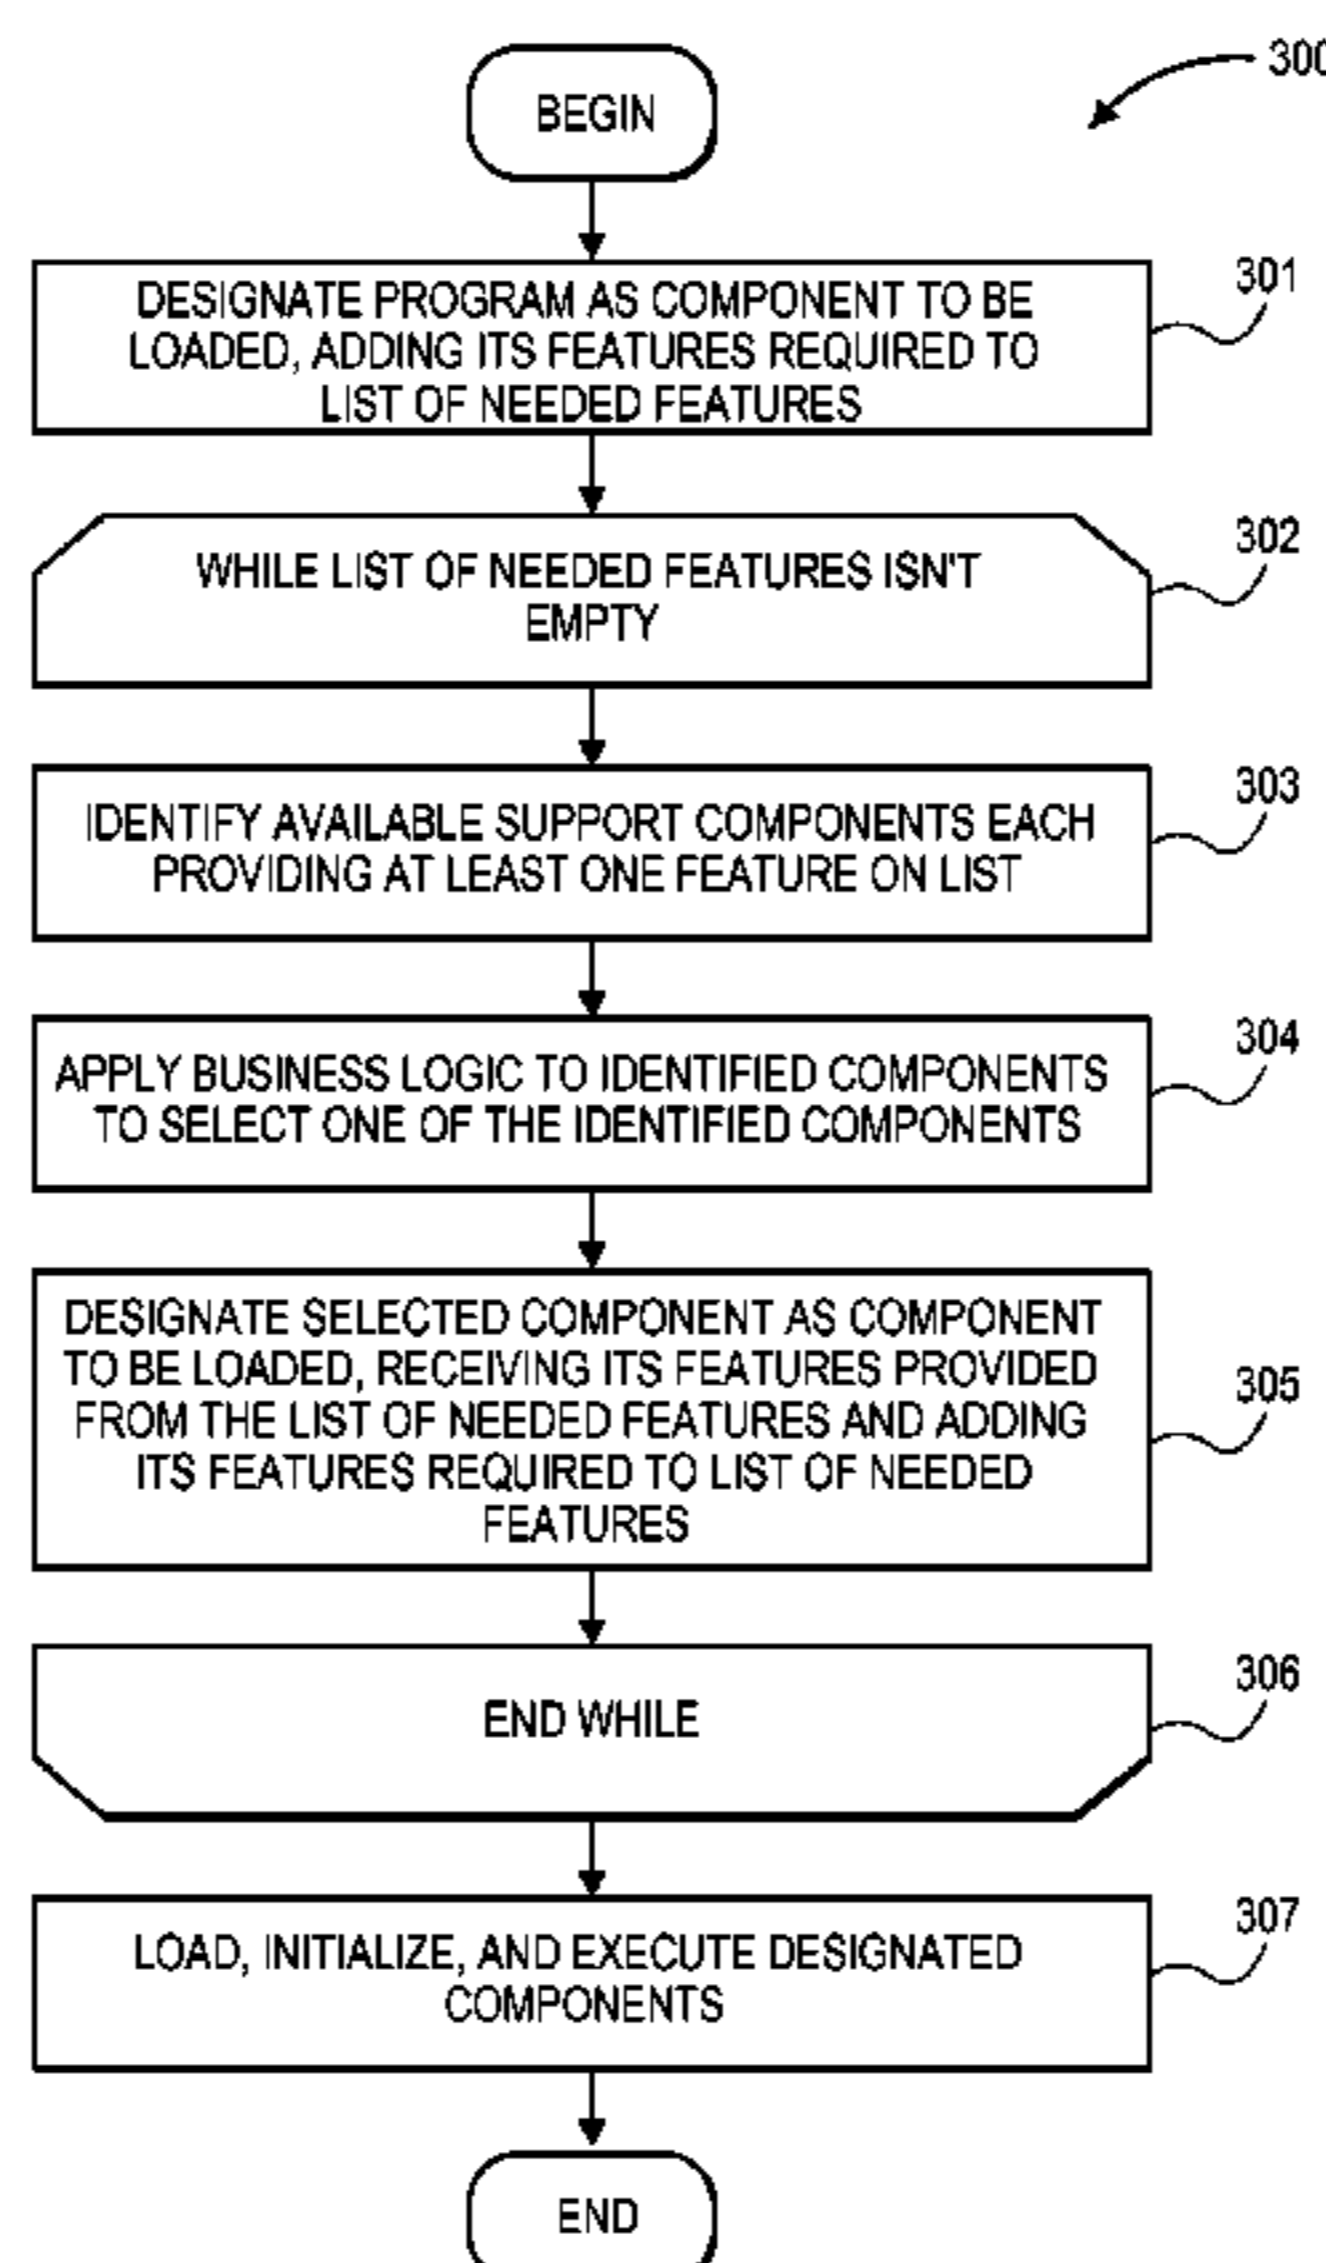 300
BEGIN
301
DESIGNATE PROGRAM AS COMPONENT TO BE
LOADED, ADDING ITS FEATURES REQUIRED TO
LIST OF NEEDED FEATURES
302
WHILE LIST OF NEEDED FEATURES ISN'T
EMPTY
303
IDENTIFY AVAILABLE SUPPORT COMPONENTS EACH
PROVIDING AT LEAST ONE FEATURE ON LIST
304
APPLY BUSINESS LOGIC TO IDENTIFIED COMPONENTS
TO SELECT ONE OF THE IDENTIFIED COMPONENTS
305
DESIGNATE SELECTED COMPONENT AS COMPONENT
TO BE LOADED, RECEIVING ITS FEATURES PROVIDED
FROM THE LIST OF NEEDED FEATURES AND ADDING
ITS FEATURES REQUIRED TO LIST OF NEEDED
FEATURES
306
END WHILE
307
LOAD, INITIALIZE, AND EXECUTE DESIGNATED
COMPONENTS
END